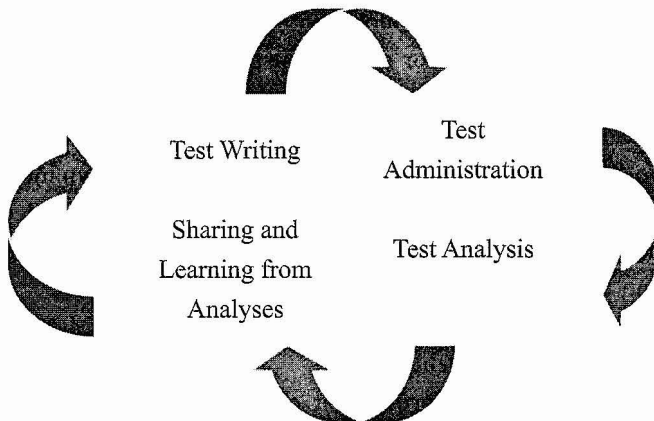 Test Writing
Test
Administration
Sharing and
Learning from
Analyses
Test Analysis